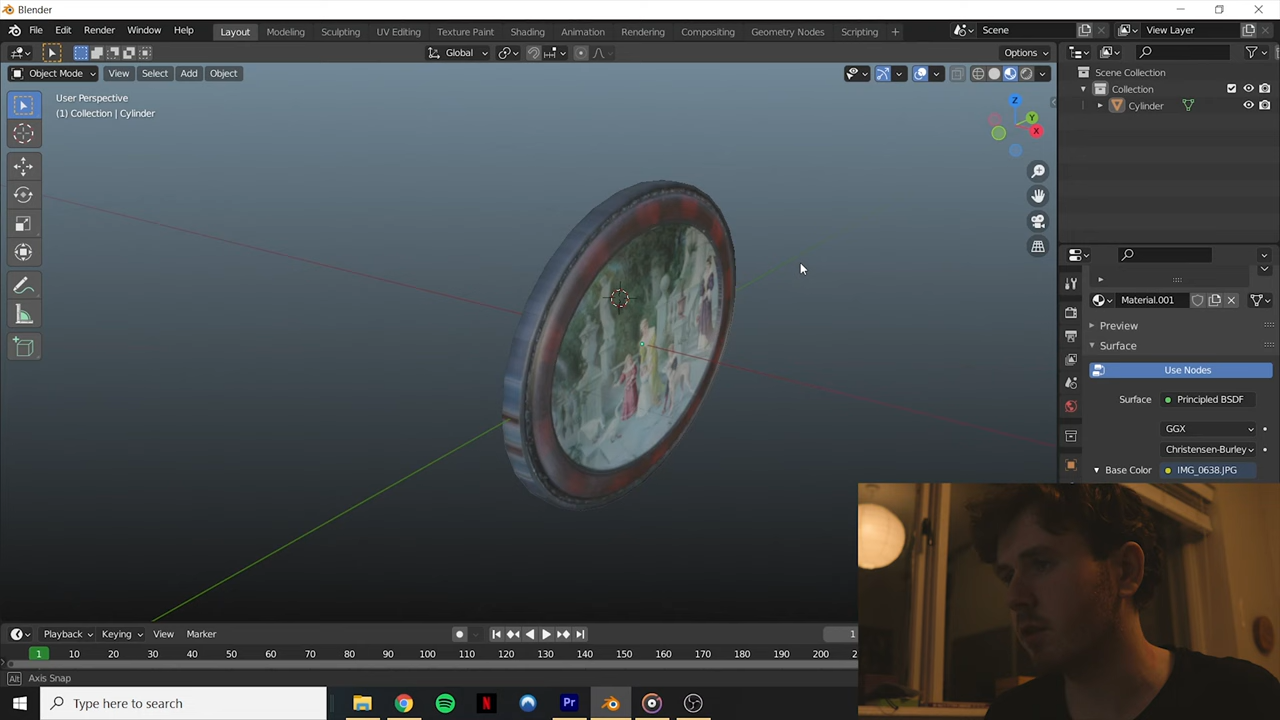 Blender
File Edit Render Window Help Layout Modeling Sculpting UV Editing Texture Paint Shading Animation Rendering Compositing Geometry Nodes Scripting + Scene View Layer
Global Options
Object Mode View Select Add Object
User Perspective
(1) Collection | Cylinder
Z
Y
X
Scene Collection
Collection
Cylinder
Material.001
Preview
Surface
Use Nodes
Surface Principled BSDF
GGX
Christensen-Burley
Base Color IMG_0638.JPG
Playback Keying View Marker 1
1 10 20 30 40 50 60 70 80 90 100 110 120 130 140 150 160 170 180 190 200 210 220
Alt Axis Snap
Type here to search